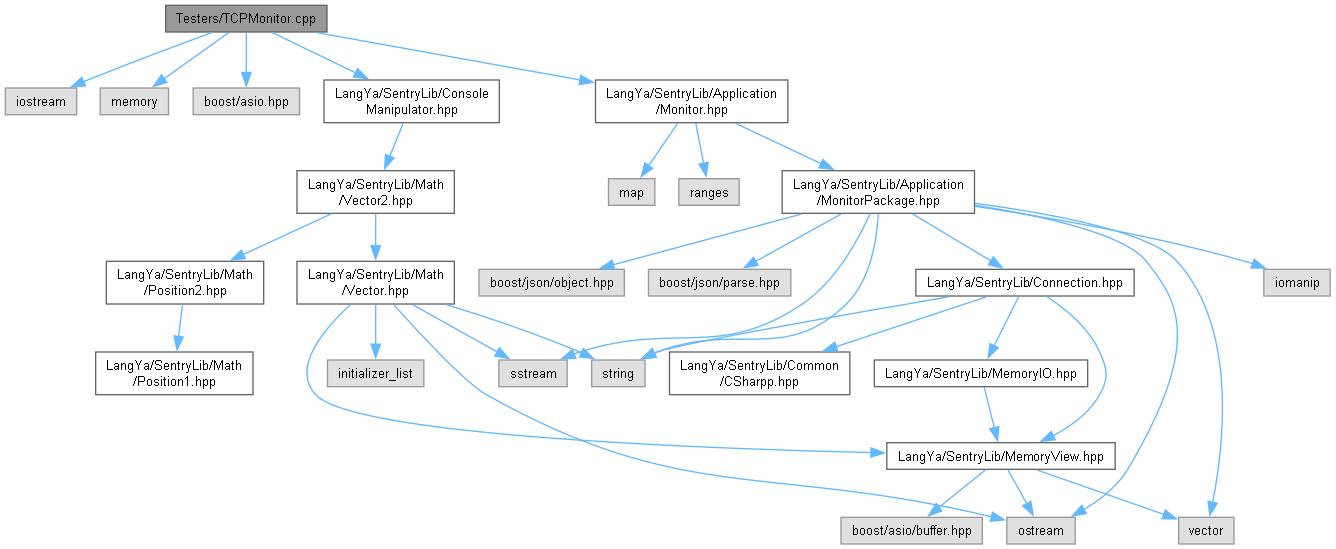 Testers/TCPMonitor.cpp
iostream
memory
boost/asio.hpp
LangYa/SentryLib/Console
Manipulator.hpp
LangYa/SentryLib/Application
/Monitor.hpp
LangYa/SentryLib/Math
/Vector2.hpp
map
ranges
LangYa/SentryLib/Application
/MonitorPackage.hpp
LangYa/SentryLib/Math
/Position2.hpp
LangYa/SentryLib/Math
/Vector.hpp
boost/json/object.hpp
boost/json/parse.hpp
LangYa/SentryLib/Connection.hpp
iomanip
LangYa/SentryLib/Math
/Position1.hpp
initializer_list
sstream
string
LangYa/SentryLib/Common
/CSharpp.hpp
LangYa/SentryLib/MemoryIO.hpp
LangYa/SentryLib/MemoryView.hpp
boost/asio/buffer.hpp
ostream
vector